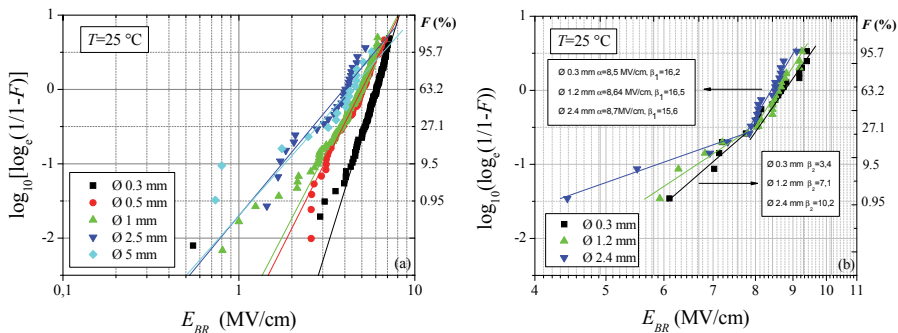 T=25 °C
F (%)
95.7
63.2
27.1
9.5
0.95
1
0
-1
-2
log10[loge(1/1-F)]
Ø 0.3 mm
Ø 0.5 mm
Ø 1 mm
Ø 2.5 mm
Ø 5 mm
(a)
0,1
1
10
EBR (MV/cm)
T=25 °C
F (%)
95.7
63.2
27.1
9.5
0.95
1
0
-1
-2
log10(loge(1/1-F))
Ø 0.3 mm α=8,5 MV/cm, β1=16,2
Ø 1.2 mm α=8,64 MV/cm, β1=16,5
Ø 2.4 mm α=8,7MV/cm, β1=15,6
Ø 0.3 mm β2=3,4
Ø 1.2 mm β2=7,1
Ø 2.4 mm β2=10,2
Ø 0.3 mm
Ø 1.2 mm
Ø 2.4 mm
(b)
4
5
6
7
8
9
10
11
EBR (MV/cm)